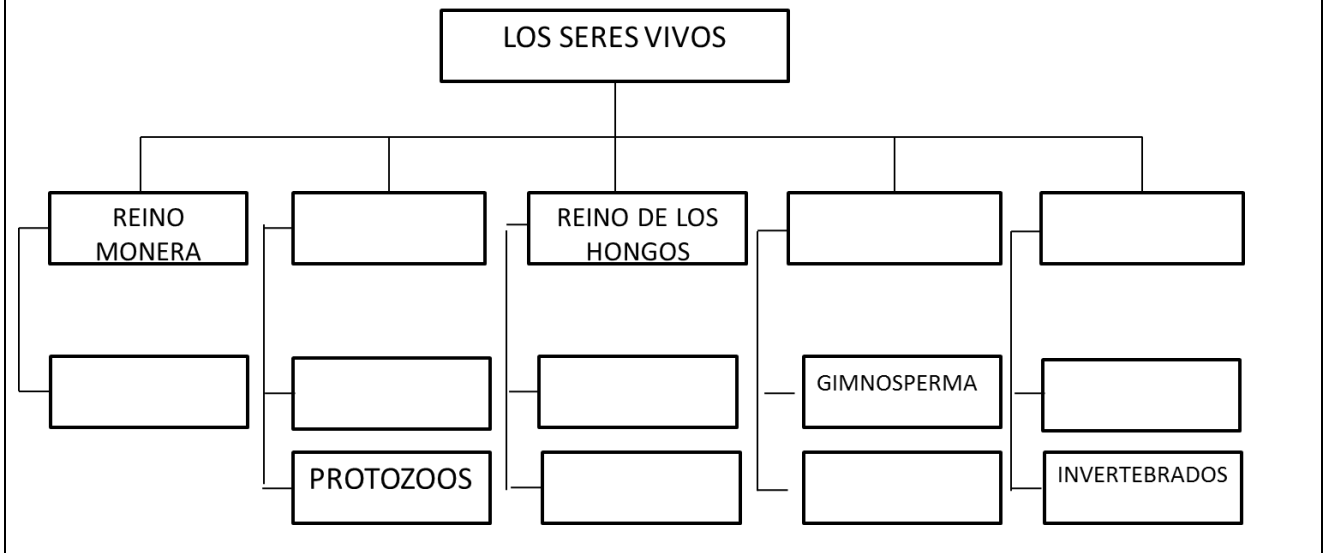 LOS SERES VIVOS
REINO
MONERA
REINO DE LOS
HONGOS
GIMNOSPERMA
PROTOZOOS
INVERTEBRADOS